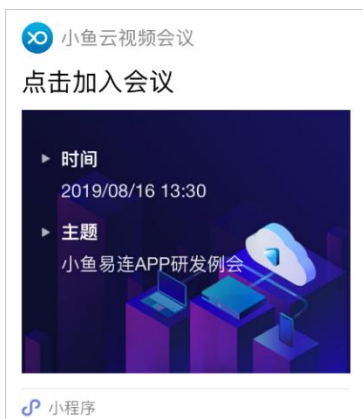 小鱼云视频会议
点击加入会议
时间
2019/08/16 13:30
主题
小鱼易连APP研发例会
小程序